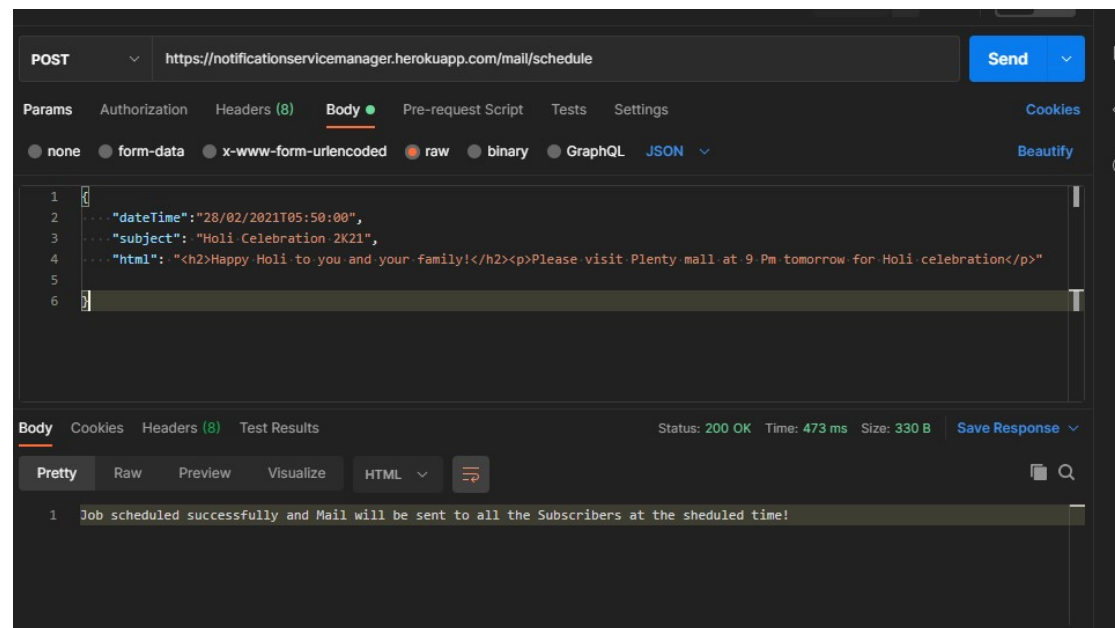 POST https://notificationservicemanager.herokuapp.com/mail/schedule Send
Params Authorization Headers (8) Body Pre-request Script Tests Settings Cookies
none form-data x-www-form-urlencoded raw binary GraphQL JSON Beautify
1 {
2 "dateTime":"28/02/2021T05:50:00",
3 "subject": "Holi Celebration 2K21",
4 "html": "<h2>Happy Holi to you and your family!</h2><p>Please visit Plenty mall at 9 Pm tomorrow for Holi celebration</p>"
5
6 }
Body Cookies Headers (8) Test Results Status: 200 OK Time: 473 ms Size: 330 B Save Response
Pretty Raw Preview Visualize HTML
1 Job scheduled successfully and Mail will be sent to all the Subscribers at the sheduled time!